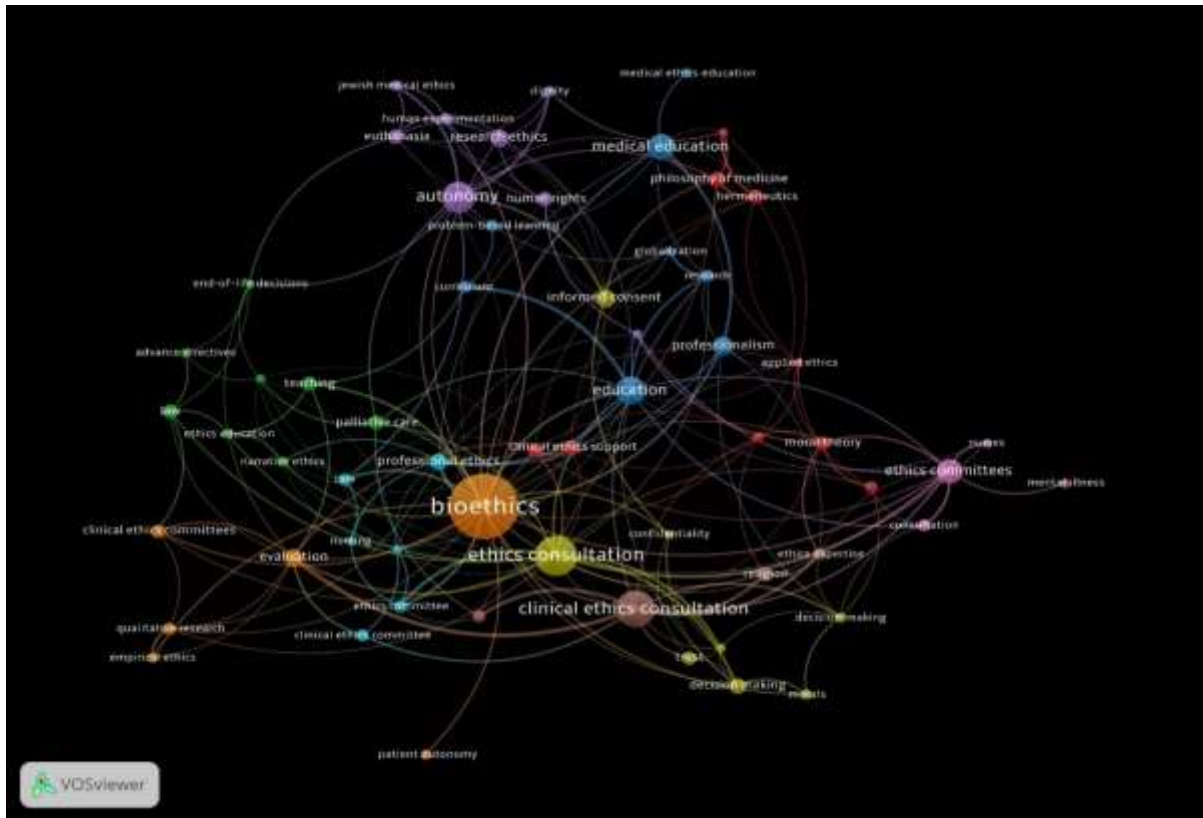 medical ethics education
jewish medical ethics
dignity
human experimentation
euthanasia
research ethics
medical education
philosophy of medicine
hermeneutics
autonomy
human rights
problem-based learning
globalization
research
curriculum
end-of-life decisions
informed consent
professionalism
advance directives
applied ethics
teaching
education
law
palliative care
ethics education
clinical ethics support
moral theory
nurses
narrative ethics
professional ethics
ethics committees
mental illness
bioethics
clinical ethics committees
confidentiality
consultation
nursing
evaluation
ethics consultation
ethics expertise
religion
ethics committee
clinical ethics consultation
decision making
qualitative research
clinical ethics committee
empirical ethics
trust
decision making
morals
patient autonomy
VOSviewer